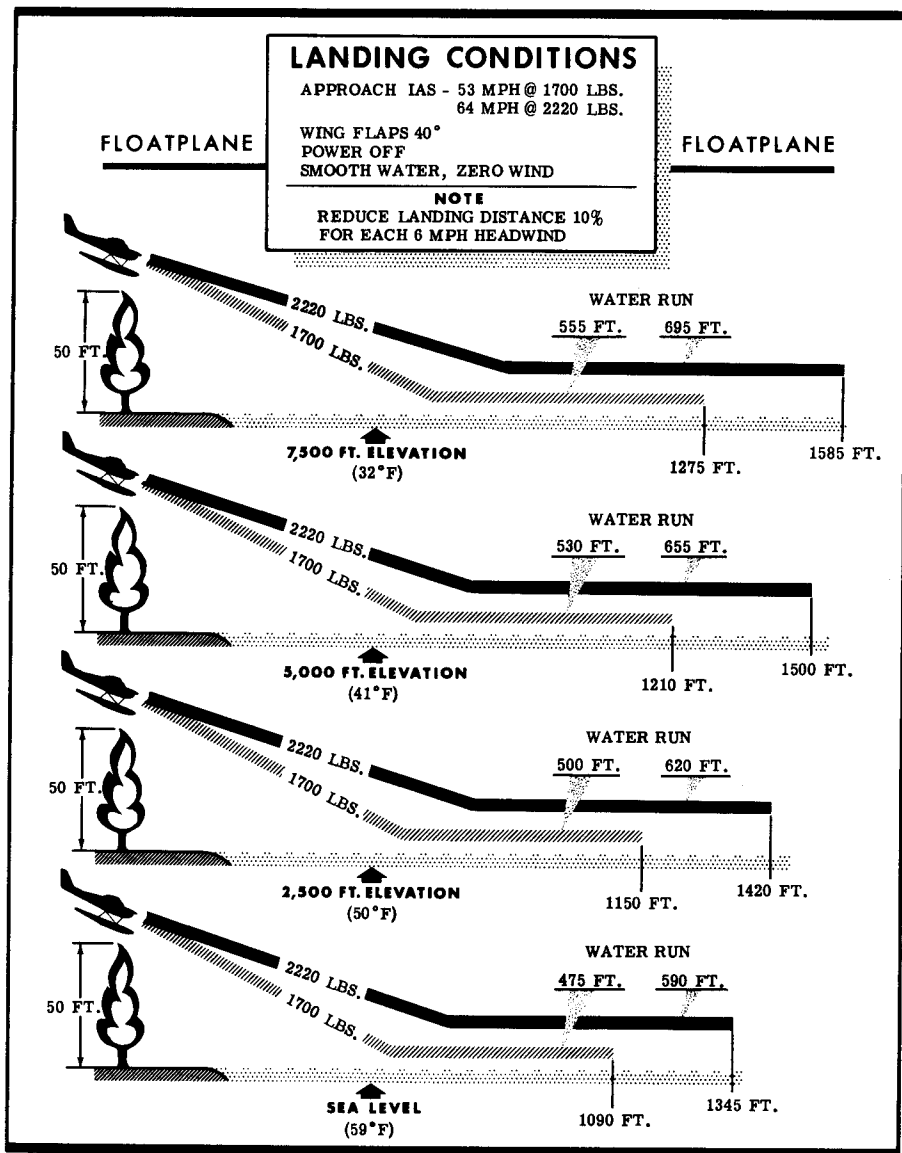 LANDING CONDITIONS
APPROACH IAS - 53 MPH @ 1700 LBS.
64 MPH @ 2220 LBS.
WING FLAPS 40°
POWER OFF
SMOOTH WATER, ZERO WIND
NOTE
REDUCE LANDING DISTANCE 10%
FOR EACH 6 MPH HEADWIND
FLOATPLANE
FLOATPLANE
2220 LBS.
1700 LBS.
WATER RUN
555 FT.
695 FT.
50 FT.
7,500 FT. ELEVATION
(32°F)
1275 FT.
1585 FT.
2220 LBS.
1700 LBS.
WATER RUN
530 FT.
655 FT.
50 FT.
5,000 FT. ELEVATION
(41°F)
1210 FT.
1500 FT.
2220 LBS.
1700 LBS.
WATER RUN
500 FT.
620 FT.
50 FT.
2,500 FT. ELEVATION
(50°F)
1150 FT.
1420 FT.
2220 LBS.
1700 LBS.
WATER RUN
475 FT.
590 FT.
50 FT.
SEA LEVEL
(59°F)
1090 FT.
1345 FT.